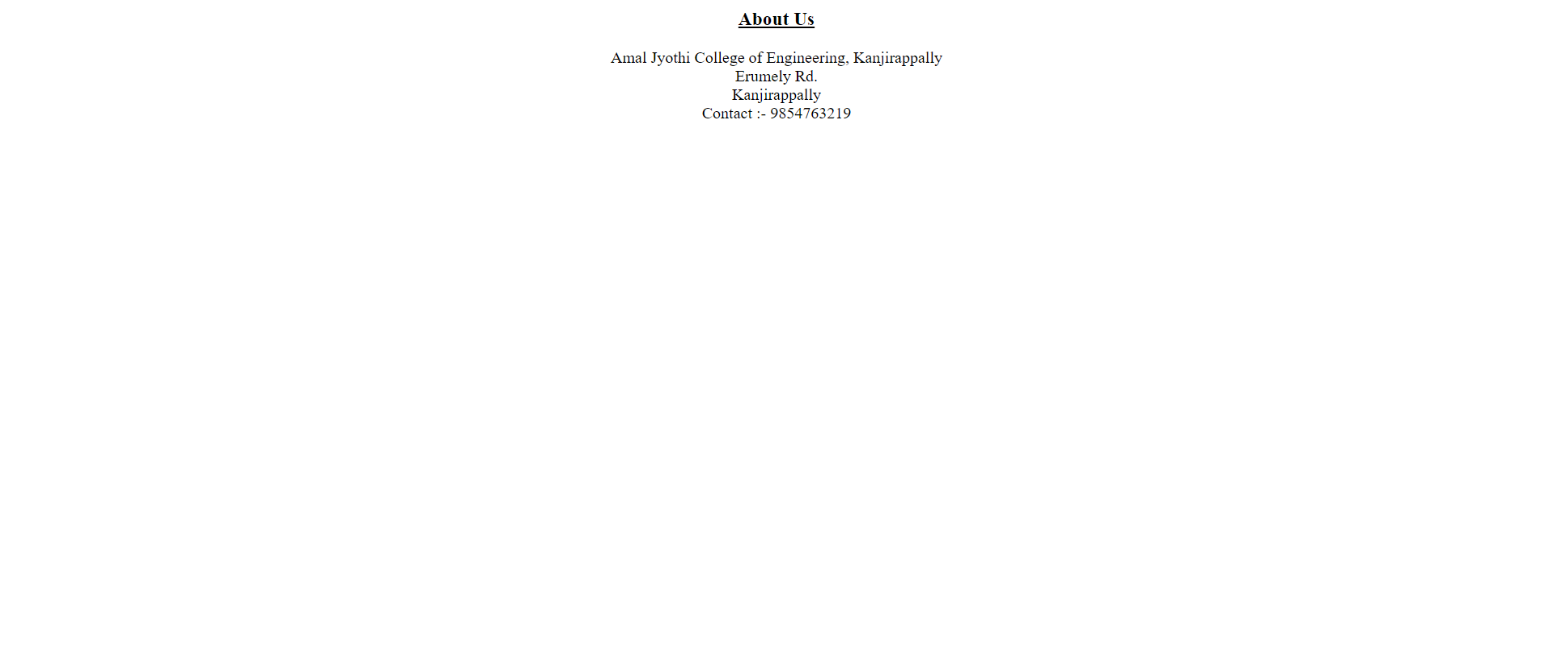 About Us
Amal Jyothi College of Engineering, Kanjirappally
Erumely Rd.
Kanjirappally
Contact :- 9854763219